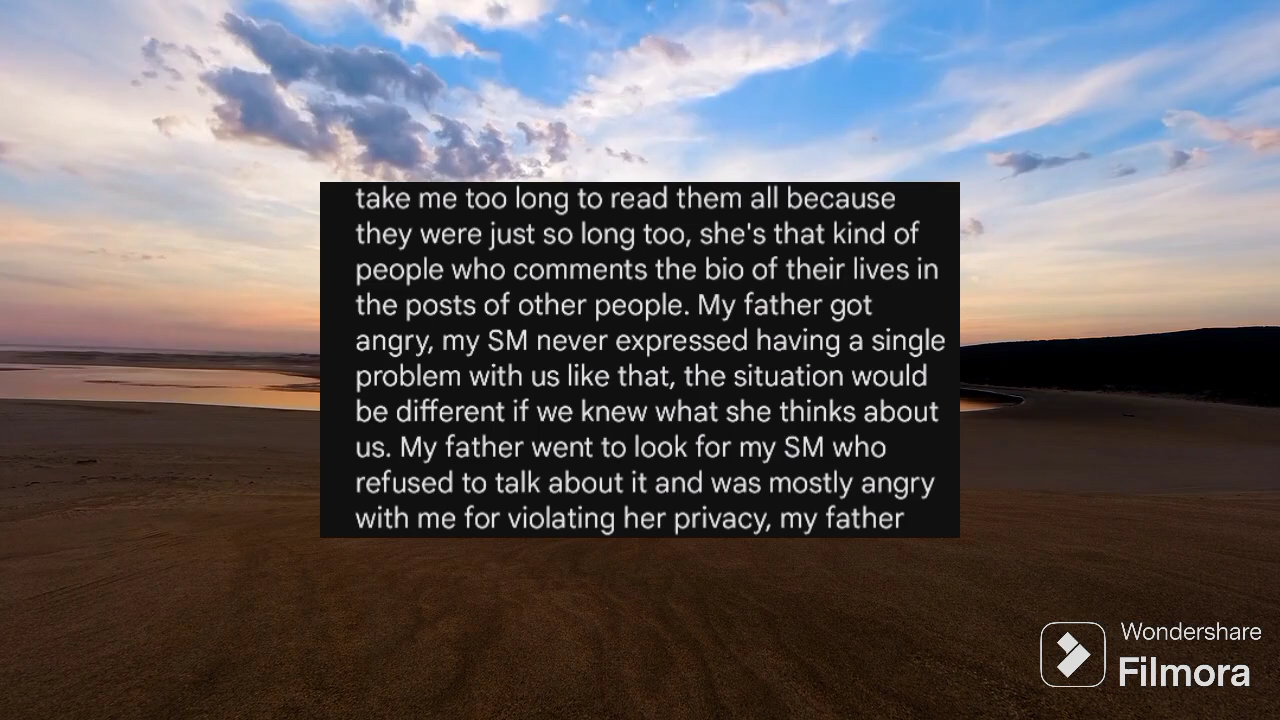 take me too long to read them all because
they were just so long too, she's that kind of
people who comments the bio of their lives in
the posts of other people. My father got
angry, my SM never expressed having a single
problem with us like that, the situation would
be different if we knew what she thinks about
us. My father went to look for my SM who
refused to talk about it and was mostly angry
with me for violating her privacy, my father
Wondershare
Filmora